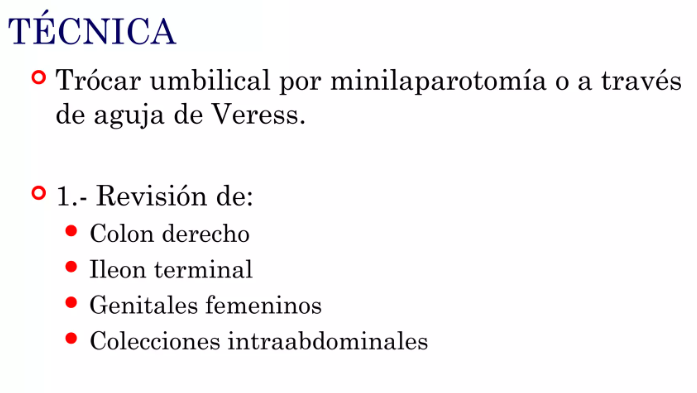 TÉCNICA
Trócar umbilical por minilaparotomía o a través
de aguja de Veress.
1.- Revisión de:
Colon derecho
Ileon terminal
Genitales femeninos
Colecciones intraabdominales